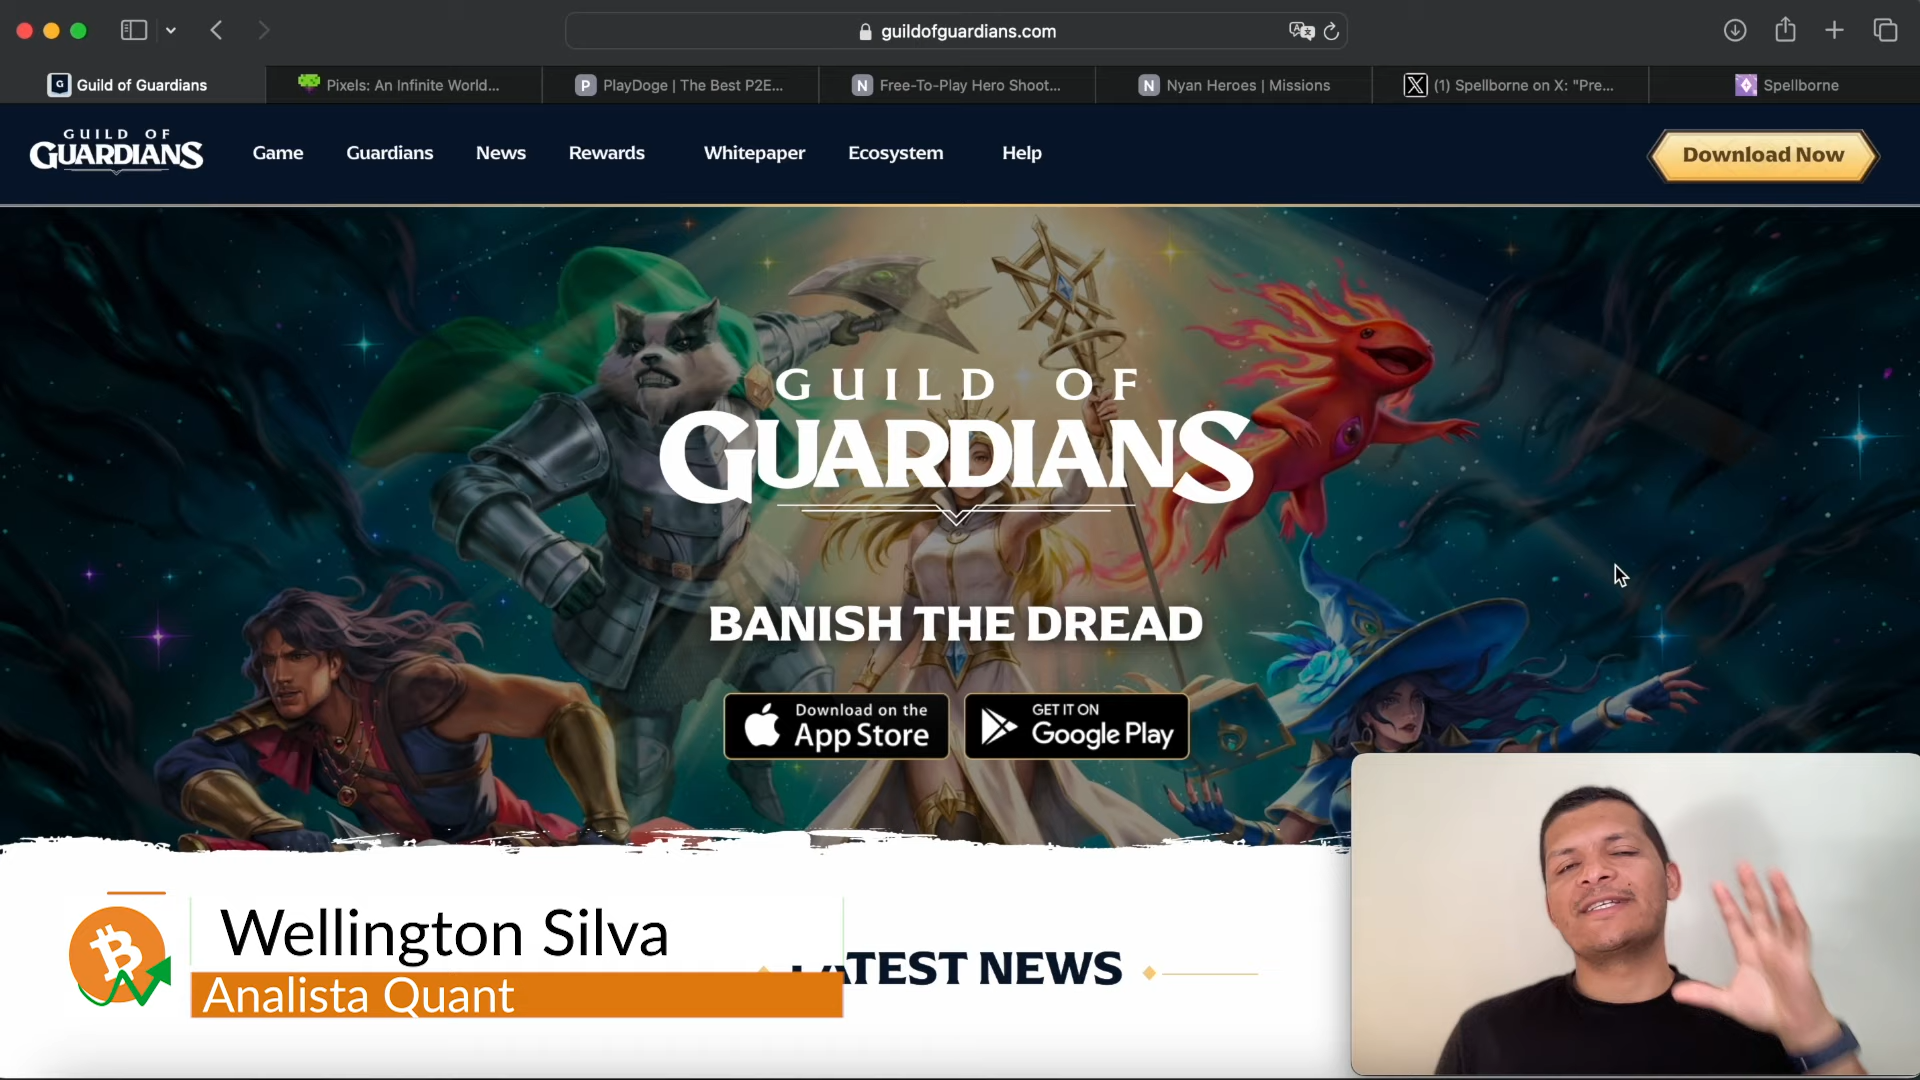 guildofguardians.com
Guild of Guardians
Pixels: An Infinite World...
P PlayDoge | The Best P2E...
N Free-To-Play Hero Shoot...
N Nyan Heroes | Missions
(1) Spellborne on X: "Pre...
Spellborne
GUILD OF
GUARDIANS
Game
Guardians
News
Rewards
Whitepaper
Ecosystem
Help
Download Now
GUILD OF
GUARDIANS
BANISH THE DREAD
Download on the
App Store
GET IT ON
Google Play
Wellington Silva
Analista Quant
ATEST NEWS